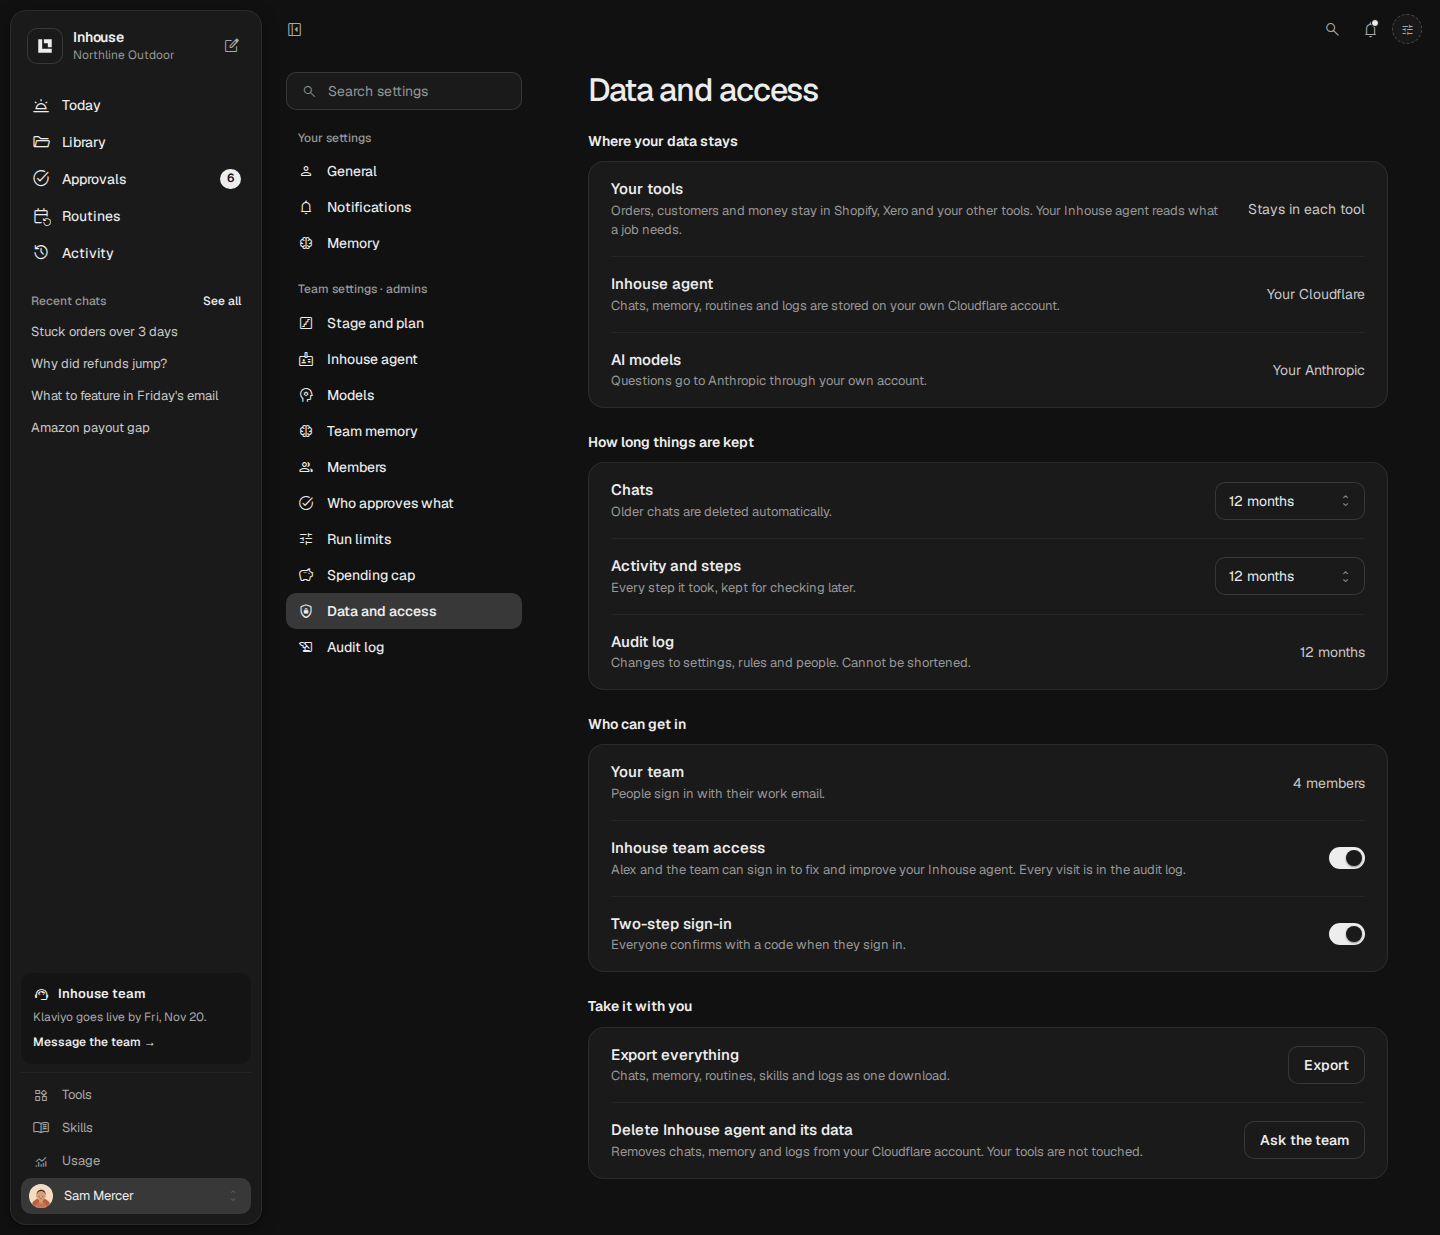 Inhouse
Northline Outdoor
Today
Library
Approvals
6
Routines
Activity
Recent chats
See all
Stuck orders over 3 days
Why did refunds jump?
What to feature in Friday's email
Amazon payout gap
Inhouse team
Klaviyo goes live by Fri, Nov 20.
Message the team →
Tools
Skills
Usage
Sam Mercer
Search settings
Your settings
General
Notifications
Memory
Team settings · admins
Stage and plan
Inhouse agent
Models
Team memory
Members
Who approves what
Run limits
Spending cap
Data and access
Audit log
Data and access
Where your data stays
Your tools
Orders, customers and money stay in Shopify, Xero and your other tools. Your Inhouse agent reads what
a job needs.
Stays in each tool
Inhouse agent
Chats, memory, routines and logs are stored on your own Cloudflare account.
Your Cloudflare
AI models
Questions go to Anthropic through your own account.
Your Anthropic
How long things are kept
Chats
Older chats are deleted automatically.
12 months
Activity and steps
Every step it took, kept for checking later.
12 months
Audit log
Changes to settings, rules and people. Cannot be shortened.
12 months
Who can get in
Your team
People sign in with their work email.
4 members
Inhouse team access
Alex and the team can sign in to fix and improve your Inhouse agent. Every visit is in the audit log.
Two-step sign-in
Everyone confirms with a code when they sign in.
Take it with you
Export everything
Chats, memory, routines, skills and logs as one download.
Export
Delete Inhouse agent and its data
Removes chats, memory and logs from your Cloudflare account. Your tools are not touched.
Ask the team